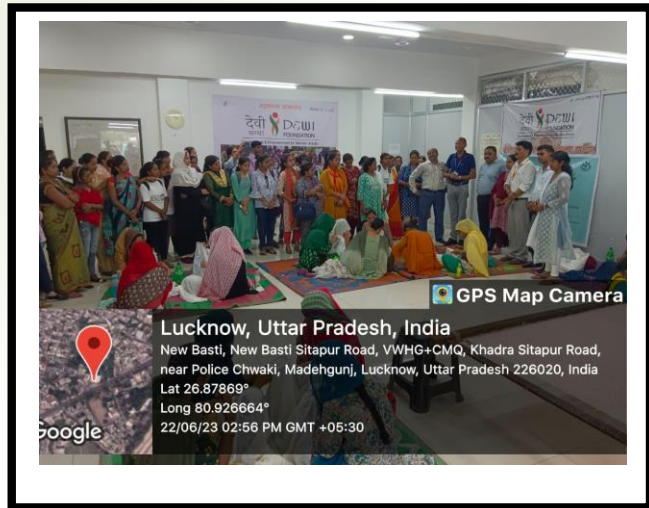 देवी DEWI
संस्था FOUNDATION
देवी DEWI
FOUNDATION
GPS Map Camera
Lucknow, Uttar Pradesh, India
New Basti, New Basti Sitapur Road, VWHG+CMQ, Khadra Sitapur Road,
near Police Chwaki, Madehgunj, Lucknow, Uttar Pradesh 226020, India
Lat 26.87869°
Long 80.926664°
22/06/23 02:56 PM GMT +05:30
Google